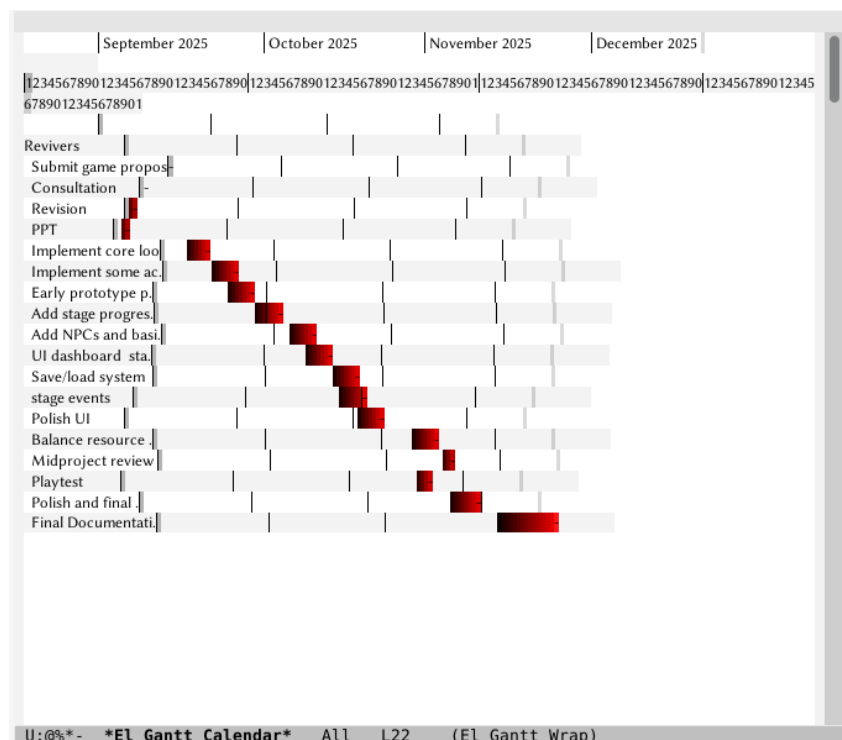 September 2025 October 2025 November 2025 December 2025
1234567890123456789012345678901234567890123456789012345678901123456789012345678901234567890123456789012345
6789012345678901
Revivers
Submit game propos
Consultation -
Revision
PPT
Implement core loo
Implement some ac.
Early prototype p.
Add stage progres.
Add NPCs and basi.
UI dashboard sta.
Save/load system
stage events
Polish UI
Balance resource .
Midproject review
Playtest
Polish and final .
Final Documentati.
U:@%*- *El Gantt Calendar* All L22 (El Gantt Wrap)